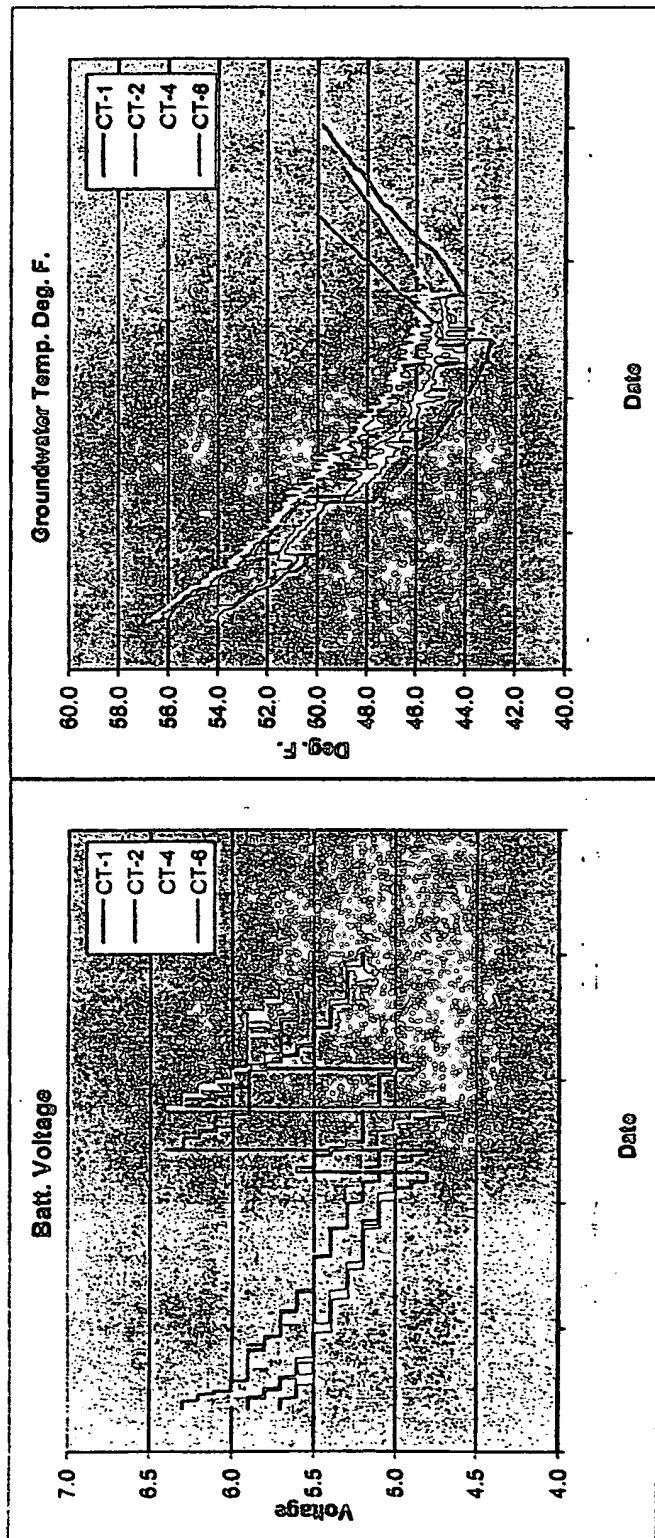 Batt. Voltage
7.0
6.5
6.0
5.5
5.0
4.5
4.0
Voltage
CT-1
CT-2
CT-4
CT-6
Date
Groundwater Temp. Deg. F.
60.0
58.0
56.0
54.0
52.0
50.0
48.0
46.0
44.0
42.0
40.0
Deg. F.
CT-1
CT-2
CT-4
CT-6
Date